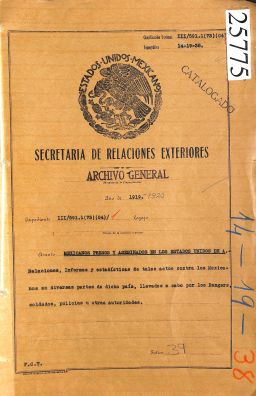 Clasificación Decimal III/591.1(73)(04)
Topográfica 14-19-38.
25775
CATALOGADO
ESTADOS UNIDOS MEXICANOS
SECRETARIA DE RELACIONES EXTERIORES
ARCHIVO GENERAL
Año de 1919. 1920
Expediente III/591.1(73)(04)/1 Legajo
Asunto: MEXICANOS PRESOS Y ASESINADOS EN LOS ESTADOS UNIDOS DE A.
Relaciones, Informes y estadísticas de tales actos contra los Mexica-
nos en diversas partes de dicho país, llevados a cabo por los Rangers,
soldados, policías u otras autoridades.
14-19-38
39
F.G.T.